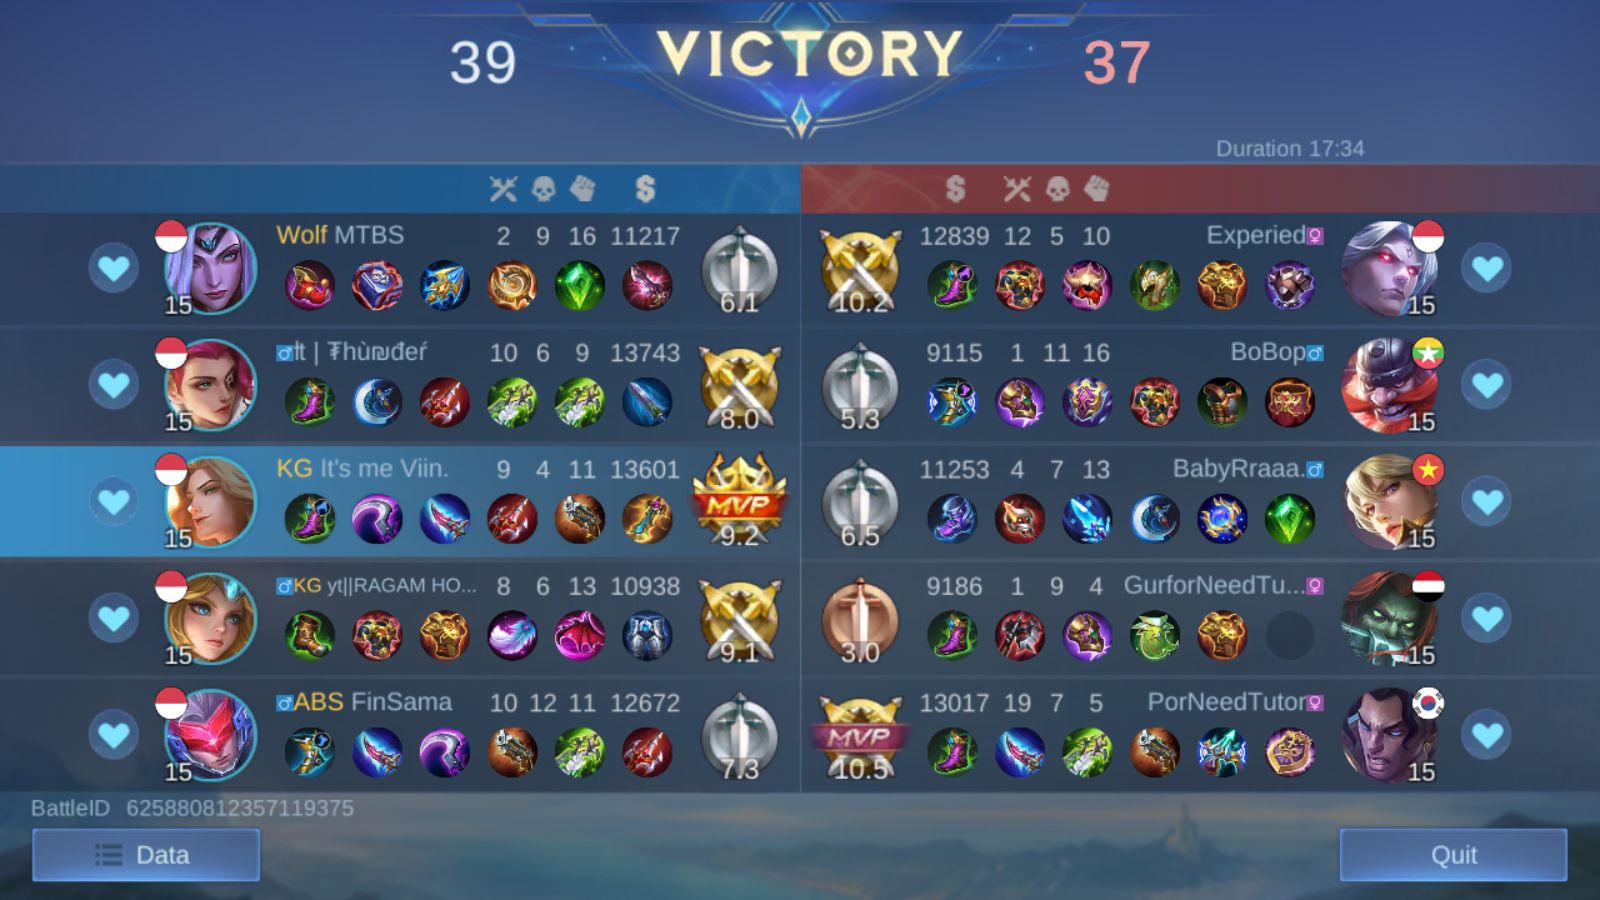 39 VICTORY 37
Duration 17:34
Wolf MTBS 2 9 16 11217
15 6.1
12839 12 5 10 Experied
10.2 15
10 6 9 13743
15 8.0
9115 1 11 16 BoBop
5.3 15
KG It's me Viin. 9 4 11 13601
MVP
15 9.2
11253 4 7 13 BabyRraaa.
6.5 15
KG yt||RAGAM HO... 8 6 13 10938
15 9.1
9186 1 9 4 GurforNeedTu...
3.0 15
ABS FinSama 10 12 11 12672
15 7.3
13017 19 7 5 PorNeedTutor
MVP
10.5 15
BattleID 625880812357119375
Data
Quit